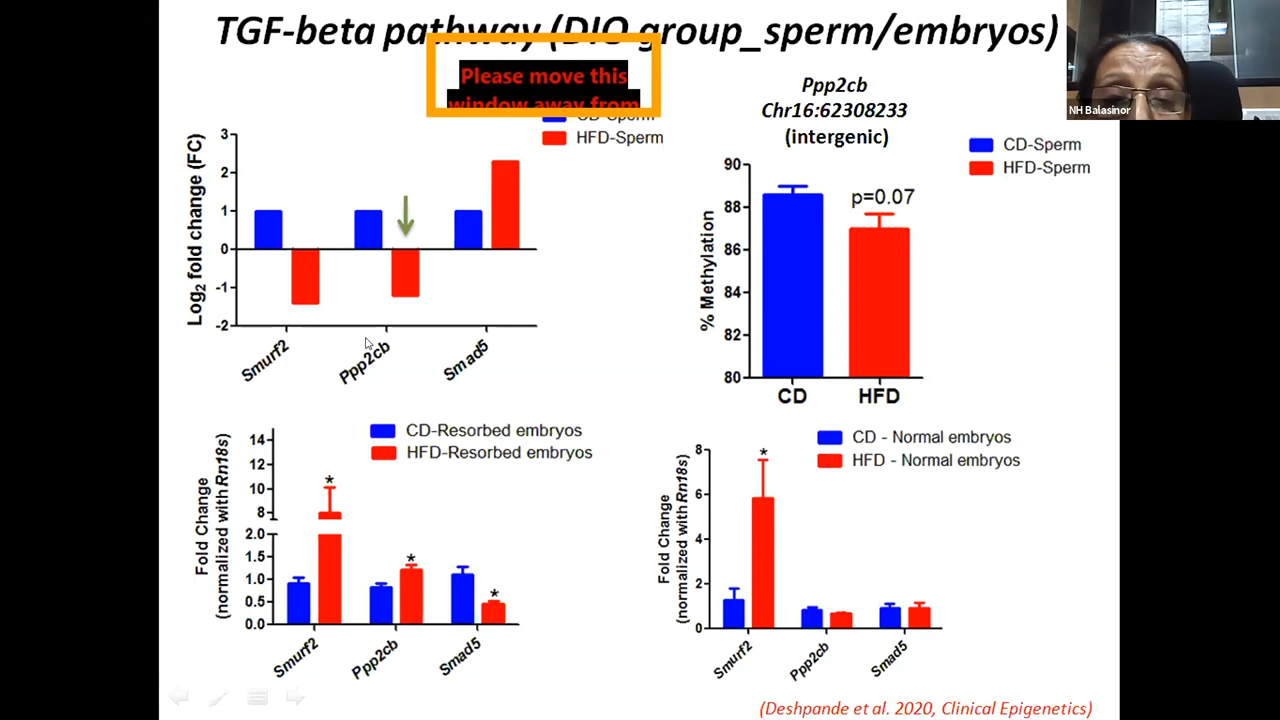 TGF-beta pathway (DIO group_sperm/embryos)
Please move this
window away from
NH Balasinor
CD-Sperm
HFD-Sperm
Log2 fold change (FC)
3
2
1
0
-1
-2
Smurf2
Ppp2cb
Smad5
Ppp2cb
Chr16:62308233
(intergenic)
CD-Sperm
HFD-Sperm
% Methylation
90
88
86
84
82
80
p=0.07
CD
HFD
CD-Resorbed embryos
HFD-Resorbed embryos
Fold Change
(normalized with Rn18s)
14
12
10
8
2.0
1.5
1.0
0.5
0.0
*
*
*
Smurf2
Ppp2cb
Smad5
CD - Normal embryos
HFD - Normal embryos
Fold Change
(normalized with Rn18s)
8
6
4
2
0
*
Smurf2
Ppp2cb
Smad5
(Deshpande et al. 2020, Clinical Epigenetics)